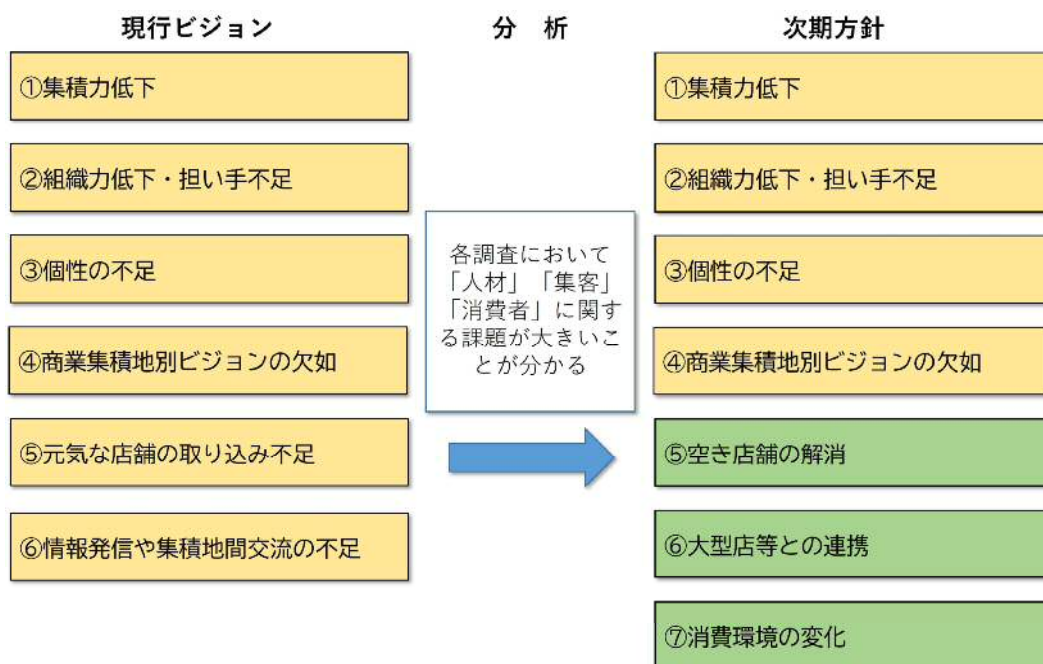 現行ビジョン
①集積力低下
②組織力低下・担い手不足
③個性の不足
④商業集積地別ビジョンの欠如
⑤元気な店舗の取り込み不足
⑥情報発信や集積地間交流の不足
分　析
各調査において
「人材」「集客」
「消費者」に関す
る課題が大きいこ
とが分かる
次期方針
①集積力低下
②組織力低下・担い手不足
③個性の不足
④商業集積地別ビジョンの欠如
⑤空き店舗の解消
⑥大型店等との連携
⑦消費環境の変化